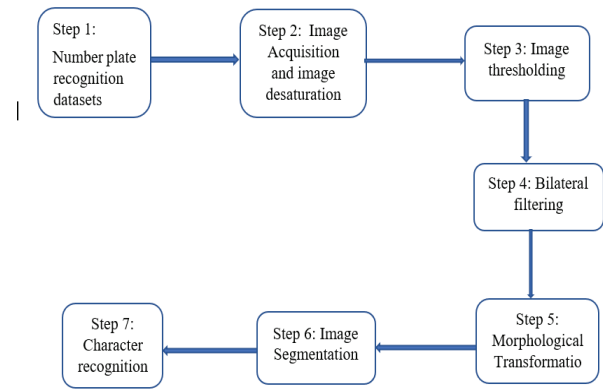 Step 1:
Number plate
recognition
datasets
Step 2: Image
Acquisition
and image
desaturation
Step 3: Image
thresholding
Step 4: Bilateral
filtering
Step 5:
Morphological
Transformatio
Step 6: Image
Segmentation
Step 7:
Character
recognition